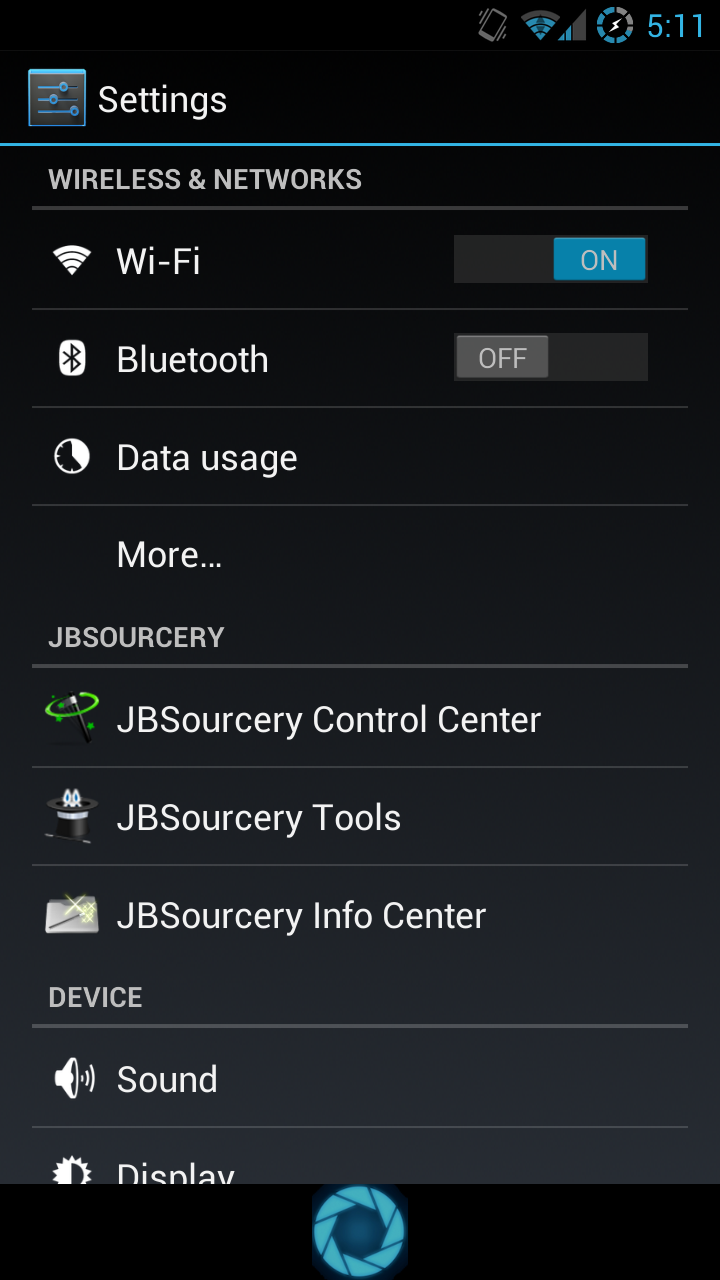 5:11
Settings
WIRELESS & NETWORKS
Wi-Fi
ON
Bluetooth
OFF
Data usage
More...
JBSOURCERY
JBSourcery Control Center
JBSourcery Tools
JBSourcery Info Center
DEVICE
Sound
Display